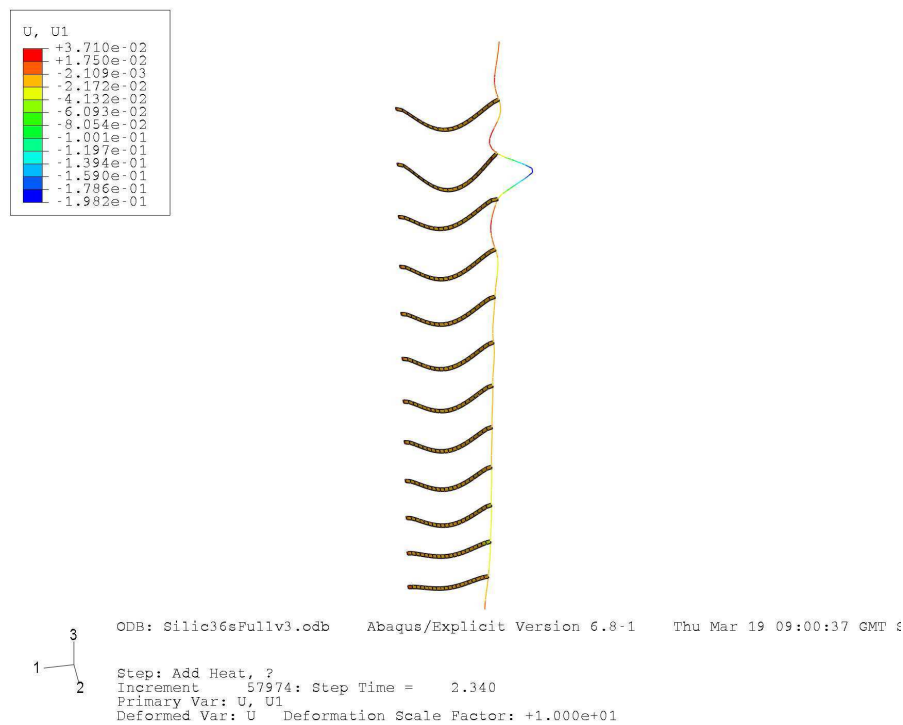 U, U1
+3.710e-02
+1.750e-02
-2.109e-03
-2.172e-02
-4.132e-02
-6.093e-02
-8.054e-02
-1.001e-01
-1.197e-01
-1.394e-01
-1.590e-01
-1.786e-01
-1.982e-01
ODB: Silic36sFullv3.odb Abaqus/Explicit Version 6.8-1 Thu Mar 19 09:00:37 GMT S
3
1
2
Step: Add Heat, ?
Increment 57974: Step Time = 2.340
Primary Var: U, U1
Deformed Var: U Deformation Scale Factor: +1.000e+01